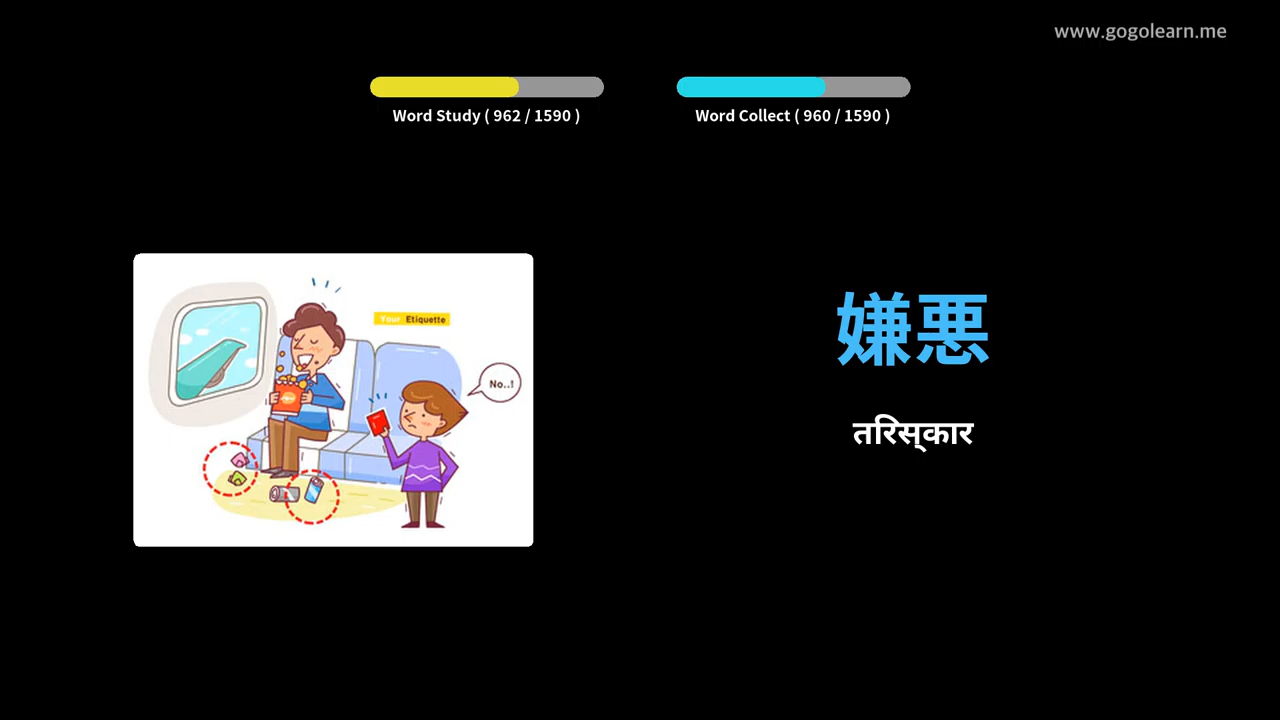 www.gogolearn.me
Word Study ( 962 / 1590 )
Word Collect ( 960 / 1590 )
Your Etiquette
No..!
嫌悪
तरिस्कार